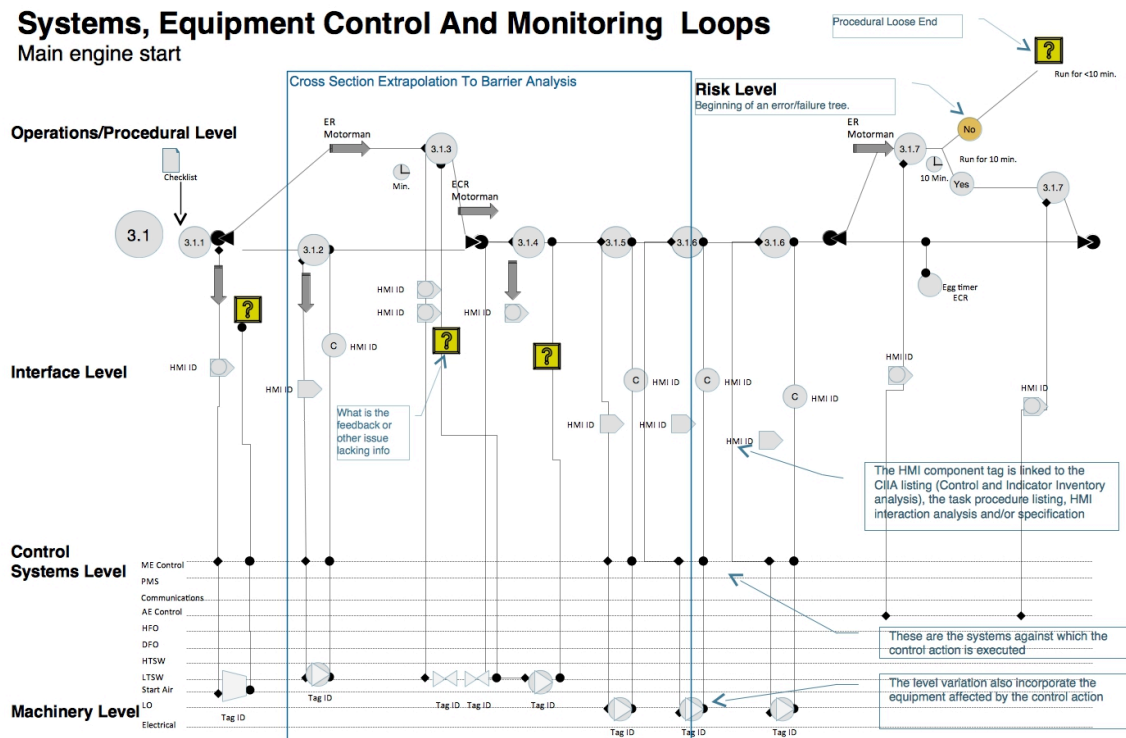 Systems, Equipment Control And Monitoring Loops
Main engine start
Procedural Loose End
?
Run for <10 min.
Cross Section Extrapolation To Barrier Analysis
Risk Level
Beginning of an error/failure tree.
Operations/Procedural Level
Checklist
ER
Motorman
3.1.3
Min.
ECR
Motorman
ER
Motorman
3.1.7
10 Min.
No
Run for 10 min.
Yes
3.1.7
3.1
3.1.1
3.1.2
3.1.4
3.1.5
3.1.6
3.1.6
Egg timer
ECR
Interface Level
HMI ID
?
HMI ID
C
HMI ID
HMI ID
HMI ID
?
HMI ID
?
What is the
feedback or
other issue
lacking info
C
HMI ID
HMI ID
C
HMI ID
HMI ID
C
HMI ID
HMI ID
HMI ID
HMI ID
The HMI component tag is linked to the
CIIA listing (Control and Indicator Inventory
analysis), the task procedure listing, HMI
interaction analysis and/or specification
Control
Systems Level
ME Control
PMS
Communications
AE Control
HFO
DFO
HTSW
LTSW
Start Air
LO
Electrical
These are the systems against which the
control action is executed
The level variation also incorporate the
equipment affected by the control action
Machinery Level
Tag ID
Tag ID
Tag ID
Tag ID
Tag ID
Tag ID
Tag ID
Tag ID